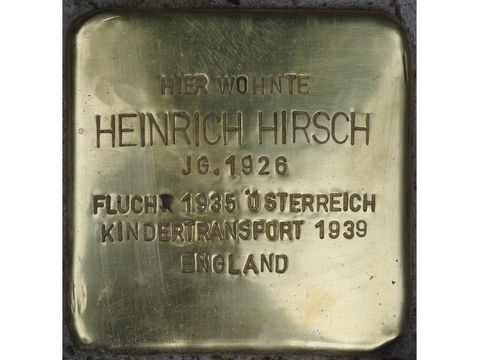 HIER WOHNTE
HEINRICH HIRSCH
JG. 1926
FLUCHT 1935 ÖSTERREICH
KINDERTRANSPORT 1939
ENGLAND